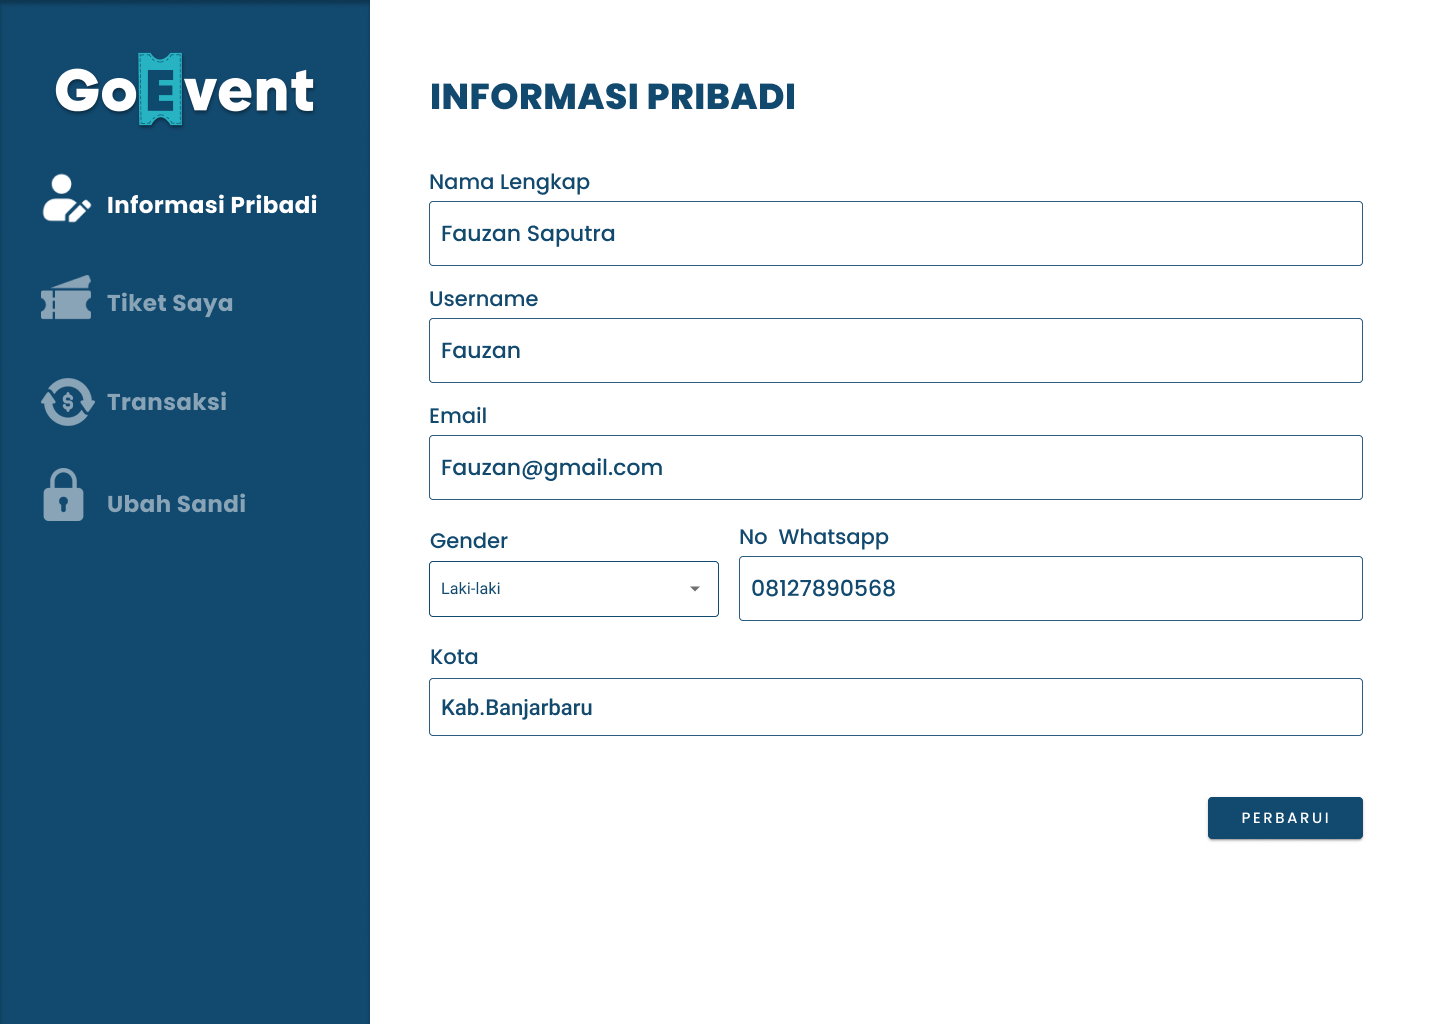 GoEvent
Informasi Pribadi
Tiket Saya
$
Transaksi
Ubah Sandi
INFORMASI PRIBADI
Nama Lengkap
Fauzan Saputra
Username
Fauzan
Email
Fauzan@gmail.com
Gender
Laki-laki
No Whatsapp
08127890568
Kota
Kab.Banjarbaru
PERBARUI